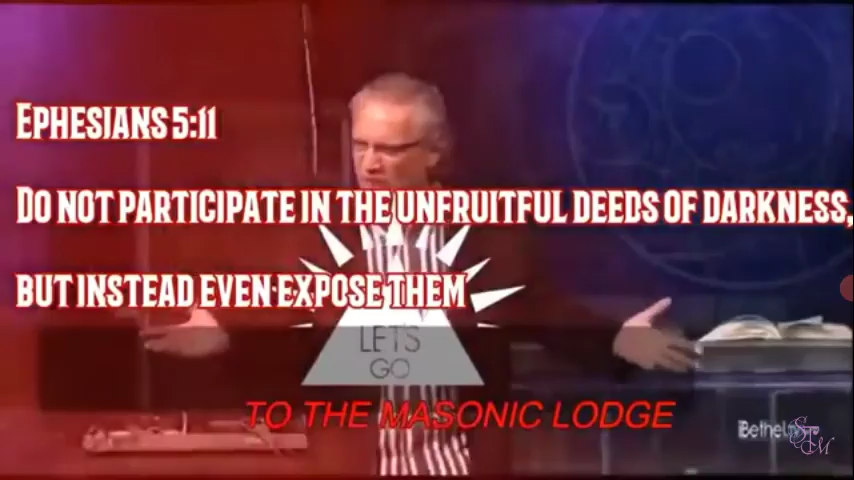 EPHESIANS 5:11
DO NOT PARTICIPATE IN THE UNFRUITFUL DEEDS OF DARKNESS,
BUT INSTEAD EVEN EXPOSE THEM
LETS
GO
TO THE MASONIC LODGE